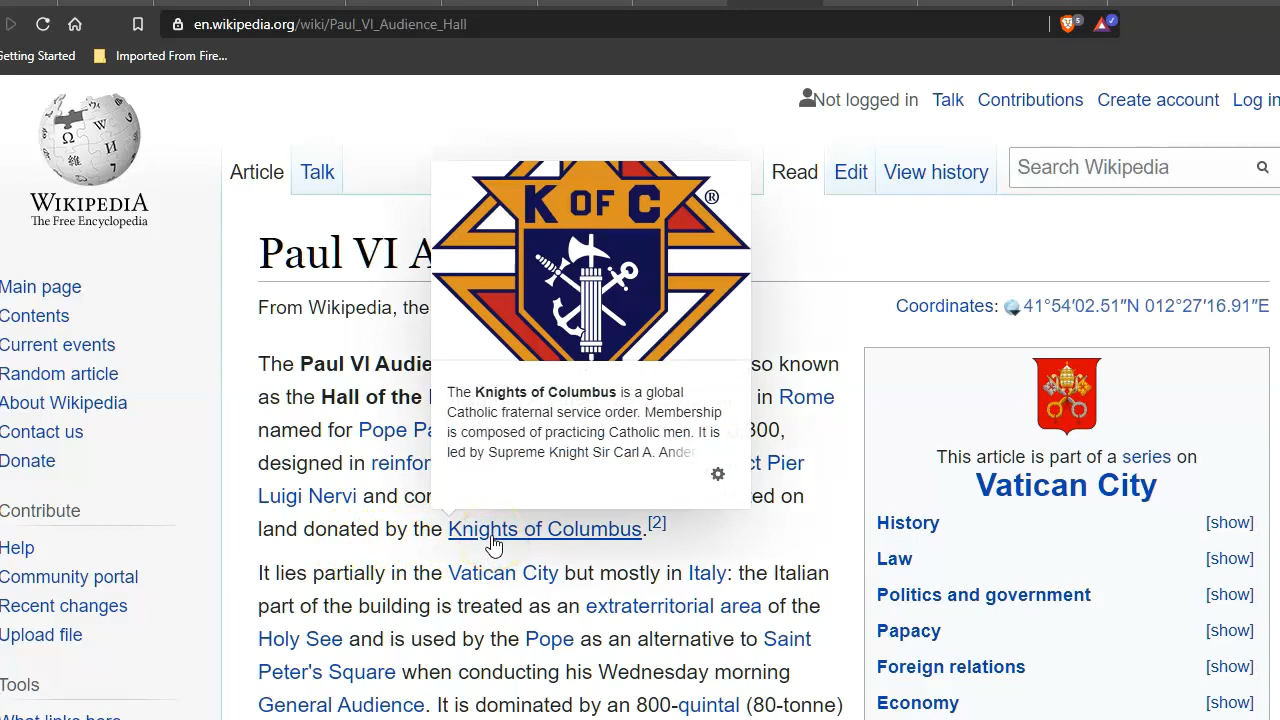 en.wikipedia.org/wiki/Paul_VI_Audience_Hall
5
Getting Started
Imported From Fire...
Not logged in Talk Contributions Create account Log in
WIKIPEDIA
The Free Encyclopedia
Article Talk
Read Edit View history
Search Wikipedia
Main page
Contents
Current events
Random article
About Wikipedia
Contact us
Donate
Contribute
Help
Community portal
Recent changes
Upload file
Tools
What links here
Paul VI A
From Wikipedia, the
Coordinates: 41°54′02.51″N 012°27′16.91″E
The Paul VI Audie so known
as the Hall of the in Rome
named for Pope Pa ,300,
designed in reinfor ct Pier
Luigi Nervi and con ed on
land donated by the Knights of Columbus.[2]
K OF C
®
The Knights of Columbus is a global
Catholic fraternal service order. Membership
is composed of practicing Catholic men. It is
led by Supreme Knight Sir Carl A. Ander
It lies partially in the Vatican City but mostly in Italy: the Italian
part of the building is treated as an extraterritorial area of the
Holy See and is used by the Pope as an alternative to Saint
Peter's Square when conducting his Wednesday morning
General Audience. It is dominated by an 800-quintal (80-tonne)
This article is part of a series on
Vatican City
History [show]
Law [show]
Politics and government [show]
Papacy [show]
Foreign relations [show]
Economy [show]